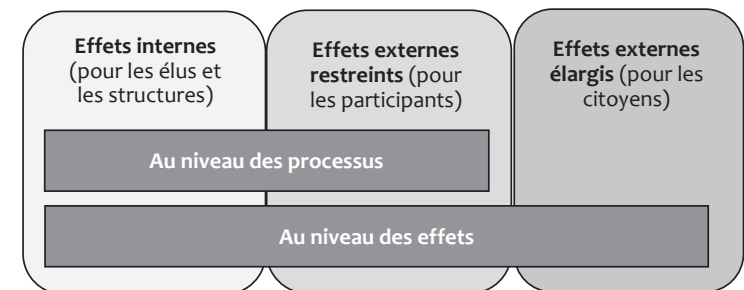 Effets internes
(pour les élus et
les structures)
Effets externes
restreints (pour
les participants)
Effets externes
élargis (pour les
citoyens)
Au niveau des processus
Au niveau des effets